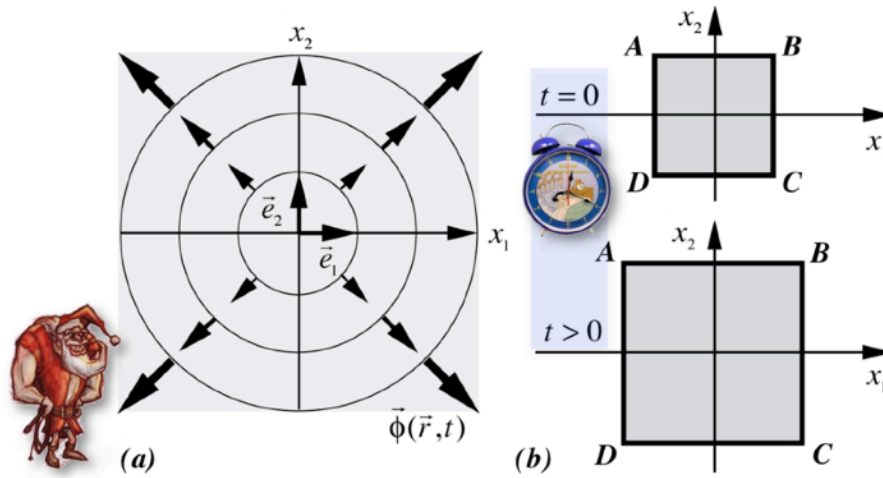 x₂
e⃗₂
e⃗₁
x₁
ϕ⃗(r⃗,t)
(a)
x₂
A B
t = 0
x
D C
x₂
A B
t > 0
x₁
D C
(b)